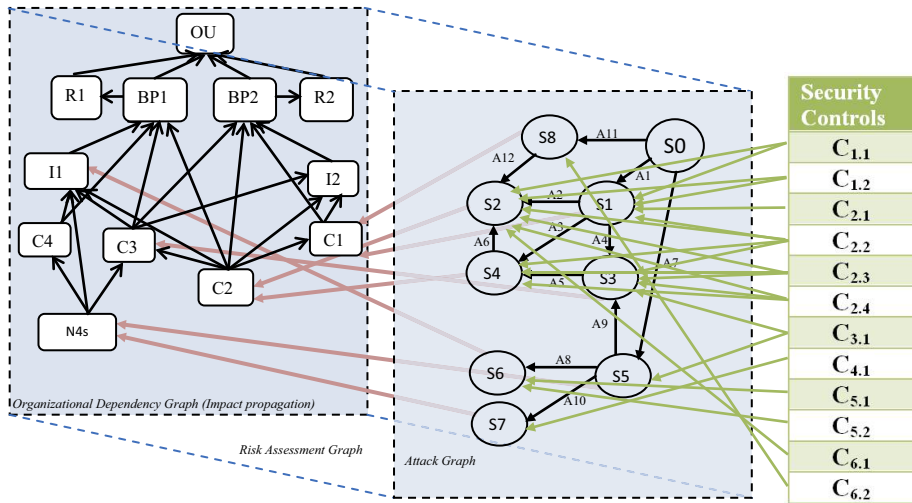 OU
R1
BP1
BP2
R2
I1
I2
C4
C3
C1
C2
N4s
Organizational Dependency Graph (Impact propagation)
Risk Assessment Graph
S8
A11
S0
A12
A1
S2
A2
S1
A3
A4
A6
A7
S4
A5
S3
A9
A8
S6
S5
A10
S7
Attack Graph
Security
Controls
C1.1
C1.2
C2.1
C2.2
C2.3
C2.4
C3.1
C4.1
C5.1
C5.2
C6.1
C6.2